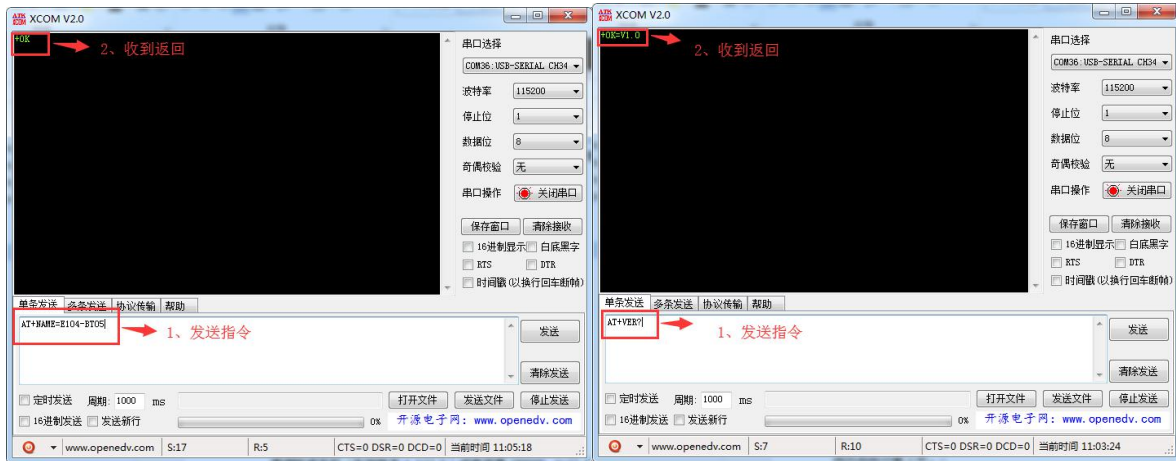 XCOM V2.0
+OK
2、收到返回
串口选择
COM36:USB-SERIAL CH34
波特率 115200
停止位 1
数据位 8
奇偶校验 无
串口操作 关闭串口
保存窗口 清除接收
16进制显示 白底黑字
RTS DTR
时间戳(以换行回车断帧)
单条发送 多条发送 协议传输 帮助
AT+NAME=E104-BT05
1、发送指令
发送
清除发送
定时发送 周期: 1000 ms 打开文件 发送文件 停止发送
16进制发送 发送新行 0% 开源电子网: www.openedv.com
www.openedv.com S:17 R:5 CTS=0 DSR=0 DCD=0 当前时间 11:05:18
XCOM V2.0
+OK=V1.0
2、收到返回
串口选择
COM36:USB-SERIAL CH34
波特率 115200
停止位 1
数据位 8
奇偶校验 无
串口操作 关闭串口
保存窗口 清除接收
16进制显示 白底黑字
RTS DTR
时间戳(以换行回车断帧)
单条发送 多条发送 协议传输 帮助
AT+VER?
1、发送指令
发送
清除发送
定时发送 周期: 1000 ms 打开文件 发送文件 停止发送
16进制发送 发送新行 0% 开源电子网: www.openedv.com
www.openedv.com S:7 R:10 CTS=0 DSR=0 DCD=0 当前时间 11:03:24